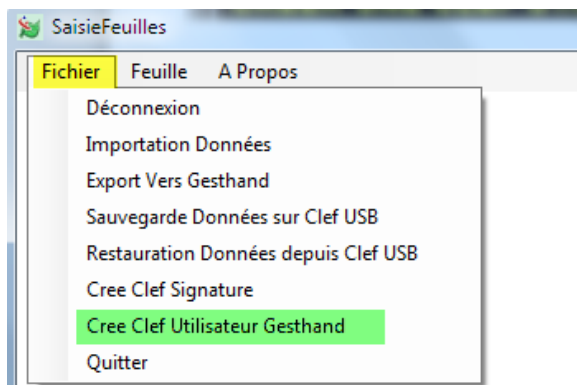 SaisieFeuilles
Fichier Feuille A Propos
Déconnexion
Importation Données
Export Vers Gesthand
Sauvegarde Données sur Clef USB
Restauration Données depuis Clef USB
Cree Clef Signature
Cree Clef Utilisateur Gesthand
Quitter